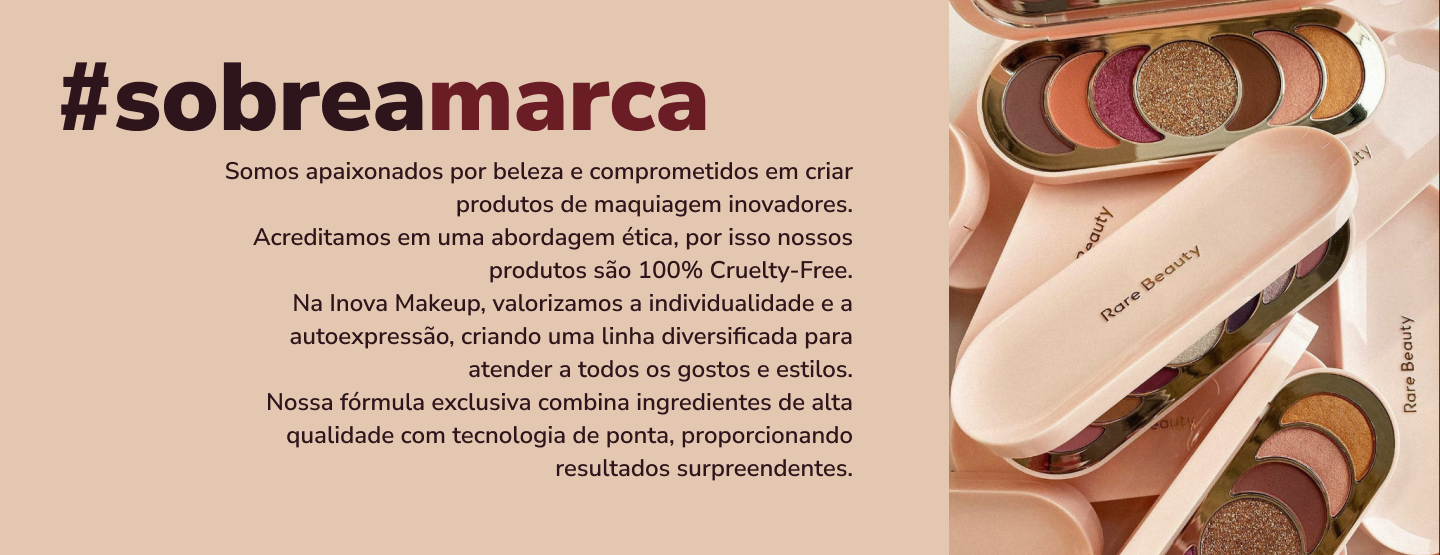 #sobreamarca
Somos apaixonados por beleza e comprometidos em criar
produtos de maquiagem inovadores.
Acreditamos em uma abordagem ética, por isso nossos
produtos são 100% Cruelty-Free.
Na Inova Makeup, valorizamos a individualidade e a
autoexpressão, criando uma linha diversificada para
atender a todos os gostos e estilos.
Nossa fórmula exclusiva combina ingredientes de alta
qualidade com tecnologia de ponta, proporcionando
resultados surpreendentes.
Beauty
Rare Beauty
Rare Beauty